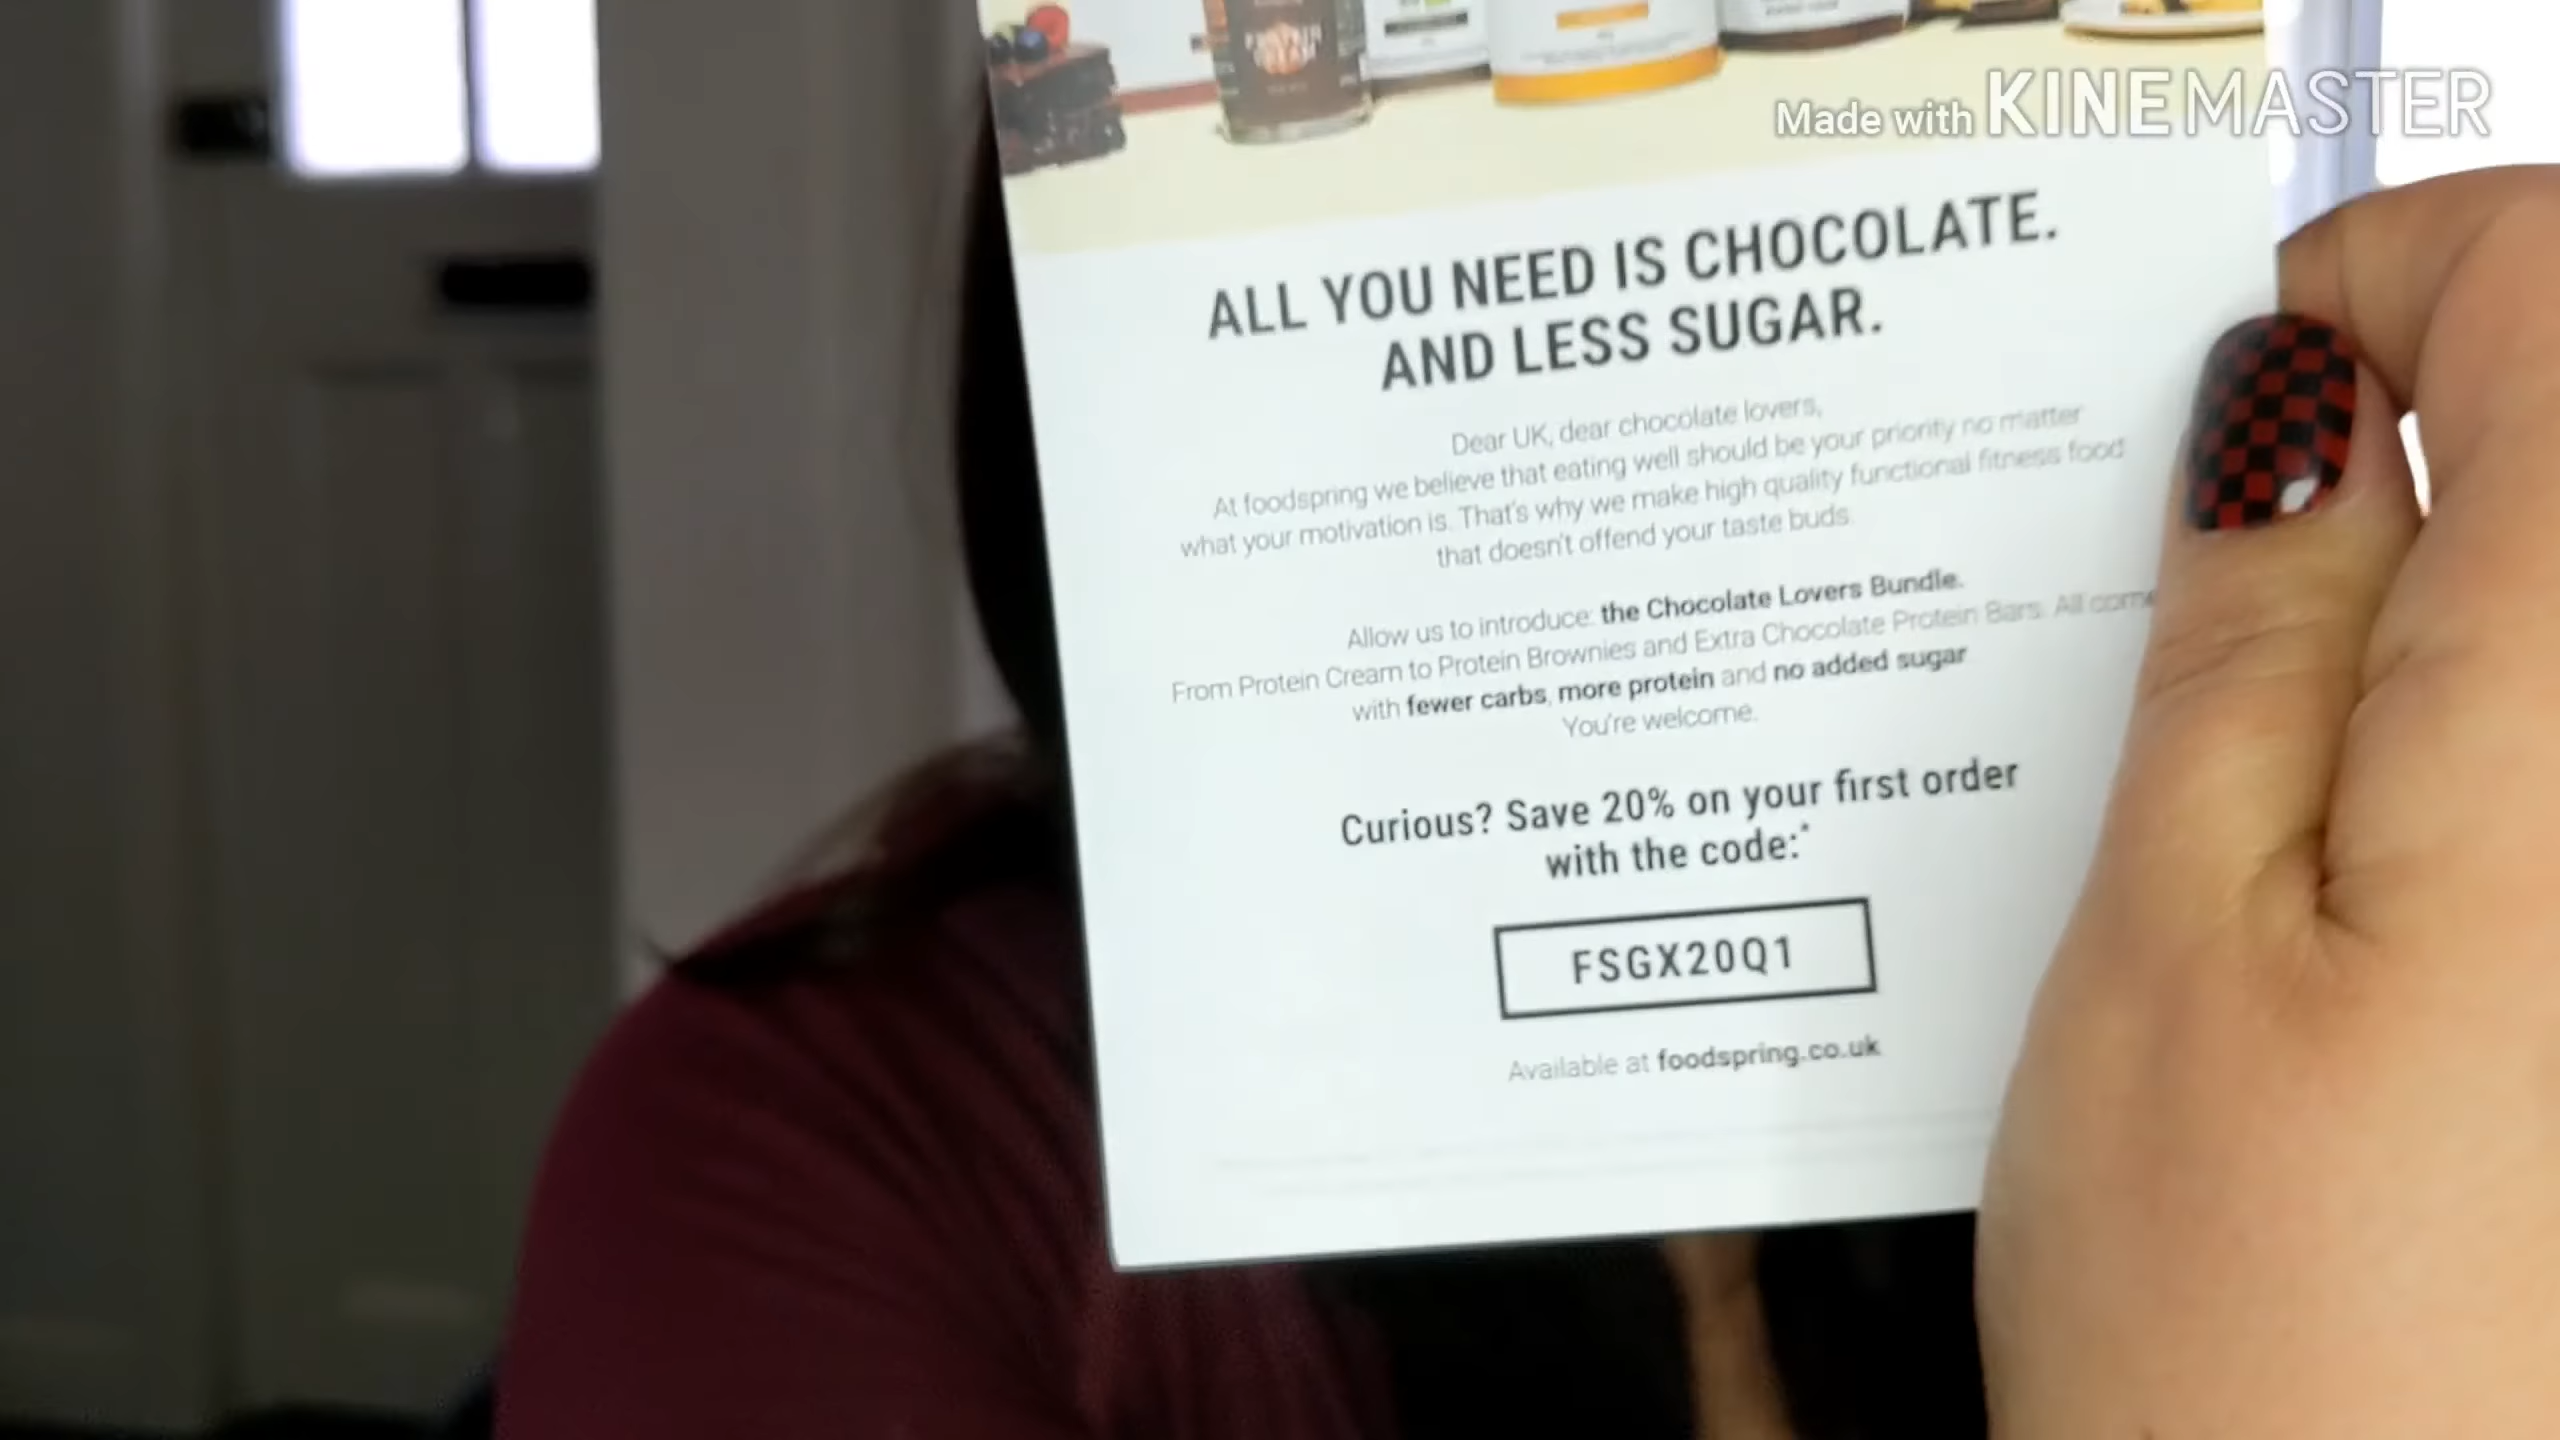 Made with KINEMASTER
ALL YOU NEED IS CHOCOLATE.
AND LESS SUGAR.
Dear UK, dear chocolate lovers,
At foodspring we believe that eating well should be your priority no matter
what your motivation is. That's why we make high quality functional fitness food
that doesn't offend your taste buds.
Allow us to introduce: the Chocolate Lovers Bundle.
From Protein Cream to Protein Brownies and Extra Chocolate Protein Bars. All come
with fewer carbs, more protein and no added sugar
You're welcome.
Curious? Save 20% on your first order
with the code:*
FSGX20Q1
Available at foodspring.co.uk